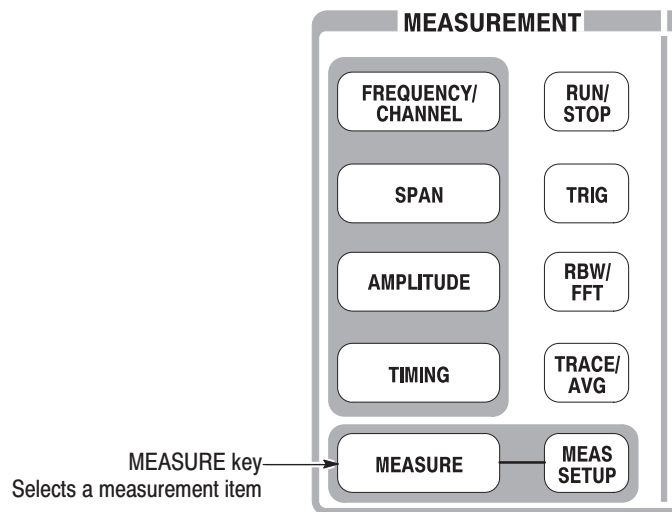 MEASUREMENT
FREQUENCY/
CHANNEL
RUN/
STOP
SPAN
TRIG
AMPLITUDE
RBW/
FFT
TIMING
TRACE/
AVG
MEASURE key
Selects a measurement item
MEASURE
MEAS
SETUP